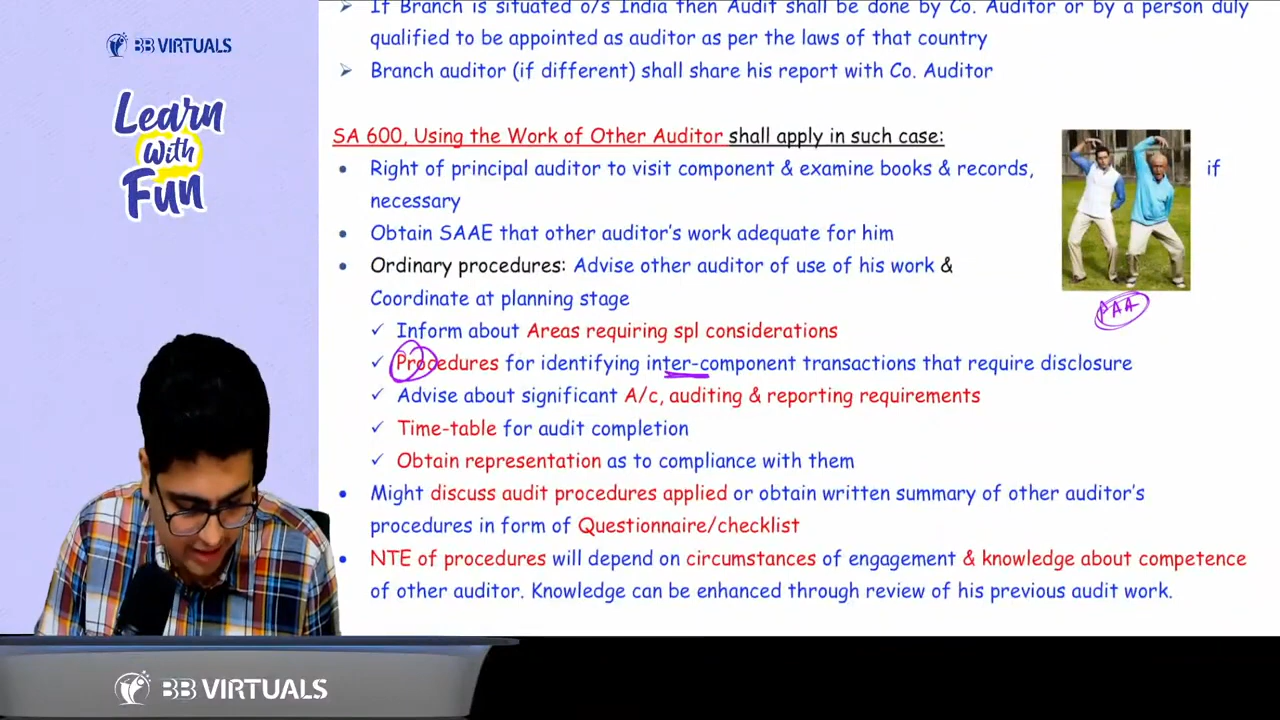 If Branch is situated o/s India then Audit shall be done by Co. Auditor or by a person duly
qualified to be appointed as auditor as per the laws of that country
Branch auditor (if different) shall share his report with Co. Auditor
BB VIRTUALS
Learn
With
Fun
SA 600, Using the Work of Other Auditor shall apply in such case:
Right of principal auditor to visit component & examine books & records, if
necessary
Obtain SAAE that other auditor's work adequate for him
Ordinary procedures: Advise other auditor of use of his work &
Coordinate at planning stage
PAA
✓ Inform about Areas requiring spl considerations
✓ Procedures for identifying inter-component transactions that require disclosure
✓ Advise about significant A/c, auditing & reporting requirements
✓ Time-table for audit completion
✓ Obtain representation as to compliance with them
Might discuss audit procedures applied or obtain written summary of other auditor's
procedures in form of Questionnaire/checklist
NTE of procedures will depend on circumstances of engagement & knowledge about competence
of other auditor. Knowledge can be enhanced through review of his previous audit work.
BB VIRTUALS